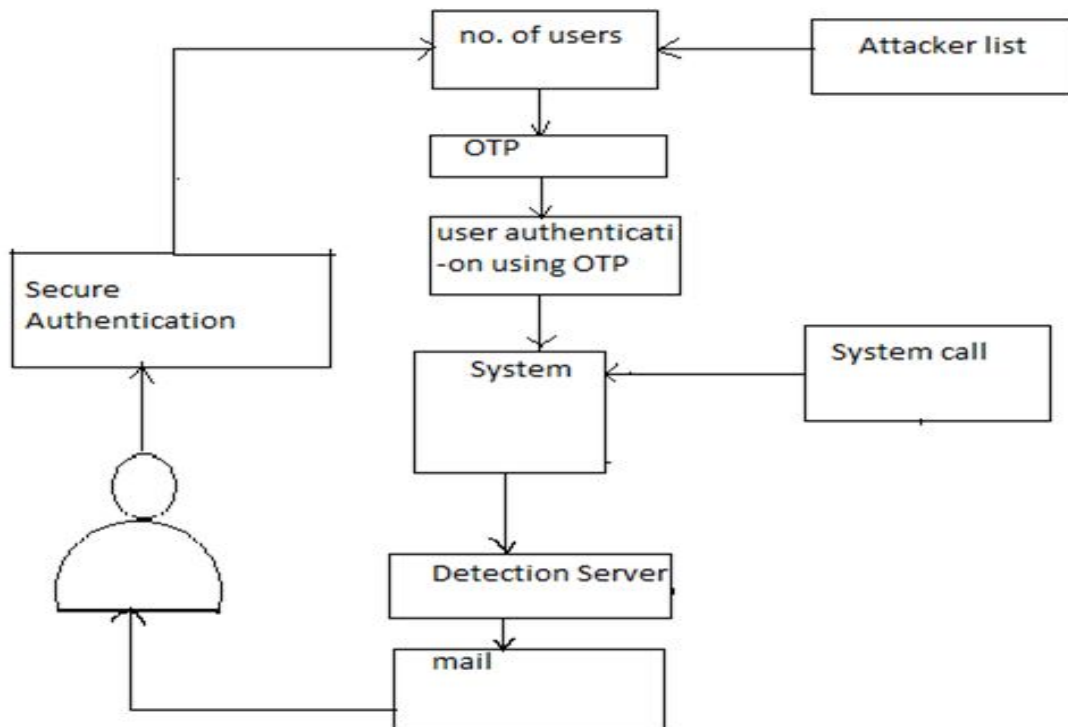 no. of users
Attacker list
OTP
user authenticati
-on using OTP
Secure
Authentication
System
System call
Detection Server
mail